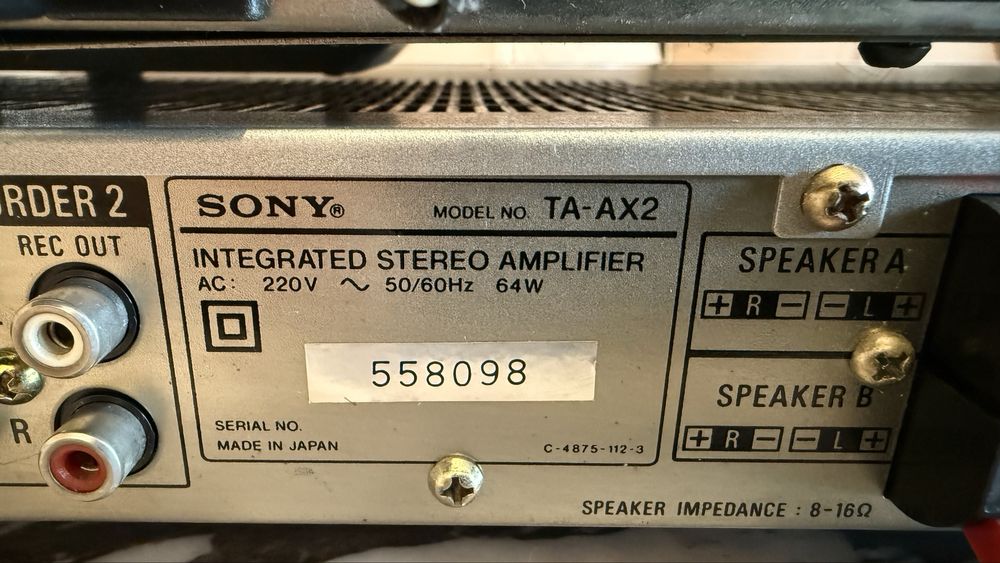 RDER 2
REC OUT
R
SONY®
MODEL NO. TA-AX2
INTEGRATED STEREO AMPLIFIER
AC: 220V ～ 50/60Hz 64W
558098
SERIAL NO.
MADE IN JAPAN
C-4875-112-3
SPEAKER A
+ R − − L +
SPEAKER B
+ R − − L +
SPEAKER IMPEDANCE : 8-16Ω